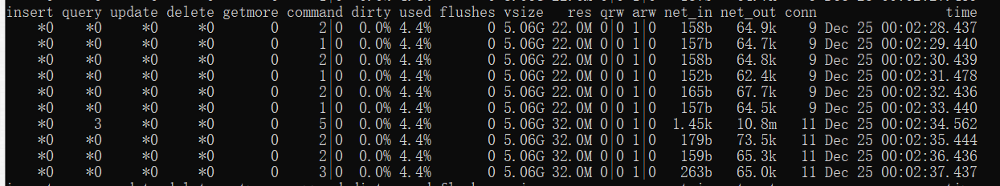 insert query update delete getmore command dirty used flushes vsize res qrw arw net_in net_out conn time
*0 *0 *0 *0 0 2|0 0.0% 4.4% 0 5.06G 22.0M 0|0 1|0 158b 64.9k 9 Dec 25 00:02:28.437
*0 *0 *0 *0 0 1|0 0.0% 4.4% 0 5.06G 22.0M 0|0 1|0 157b 64.7k 9 Dec 25 00:02:29.440
*0 *0 *0 *0 0 2|0 0.0% 4.4% 0 5.06G 22.0M 0|0 1|0 158b 64.8k 9 Dec 25 00:02:30.439
*0 *0 *0 *0 0 1|0 0.0% 4.4% 0 5.06G 22.0M 0|0 1|0 152b 62.4k 9 Dec 25 00:02:31.478
*0 *0 *0 *0 0 2|0 0.0% 4.4% 0 5.06G 22.0M 0|0 1|0 165b 67.7k 9 Dec 25 00:02:32.436
*0 *0 *0 *0 0 1|0 0.0% 4.4% 0 5.06G 22.0M 0|0 1|0 157b 64.5k 9 Dec 25 00:02:33.440
*0 3 *0 *0 0 5|0 0.0% 4.4% 0 5.06G 32.0M 0|0 1|0 1.45k 10.8m 11 Dec 25 00:02:34.562
*0 *0 *0 *0 0 2|0 0.0% 4.4% 0 5.06G 32.0M 0|0 1|0 179b 73.5k 11 Dec 25 00:02:35.444
*0 *0 *0 *0 0 2|0 0.0% 4.4% 0 5.06G 32.0M 0|0 1|0 159b 65.3k 11 Dec 25 00:02:36.436
*0 *0 *0 *0 0 3|0 0.0% 4.4% 0 5.06G 32.0M 0|0 1|0 263b 65.0k 11 Dec 25 00:02:37.437